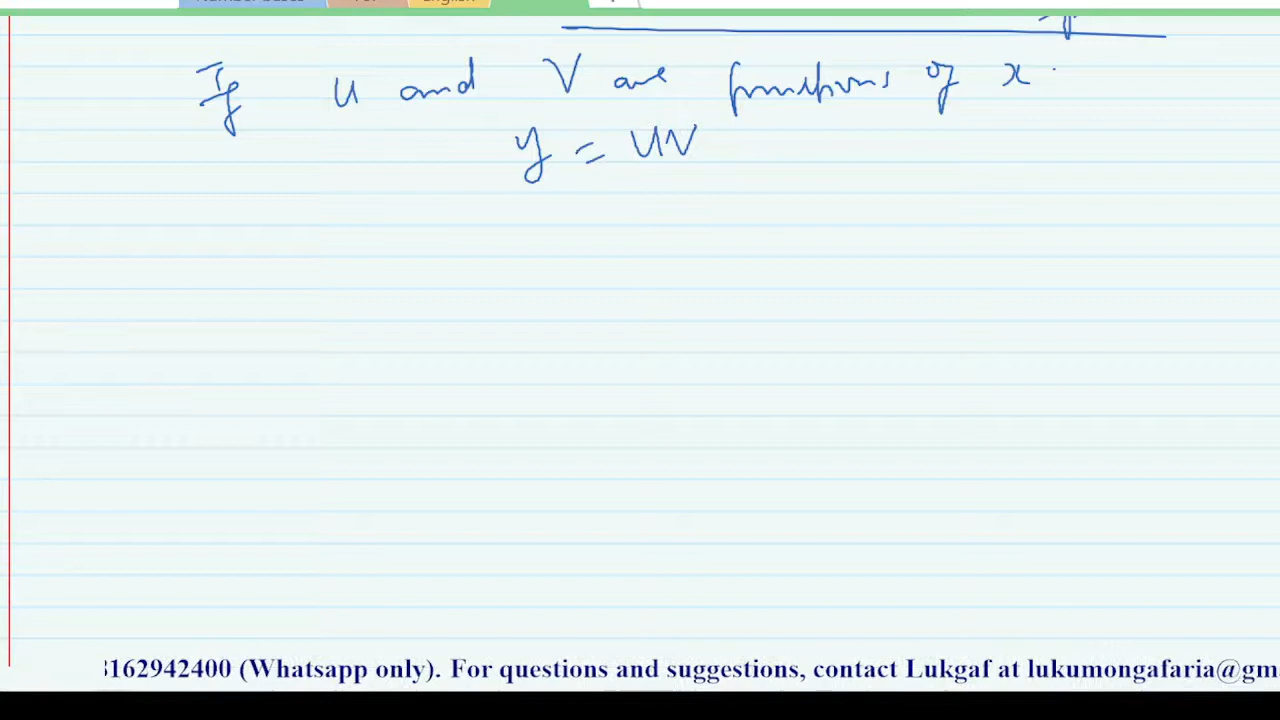 If U and V are functions of x.
y = UV
162942400 (Whatsapp only). For questions and suggestions, contact Lukgaf at lukumongafaria@gm